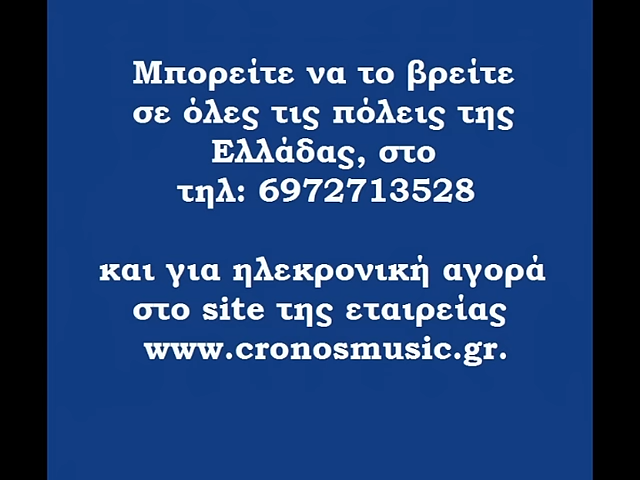 Μπορείτε να το βρείτε
σε όλες τις πόλεις της
Ελλάδας, στο
τηλ: 6972713528
και για ηλεκρονική αγορά
στο site της εταιρείας
www.cronosmusic.gr.